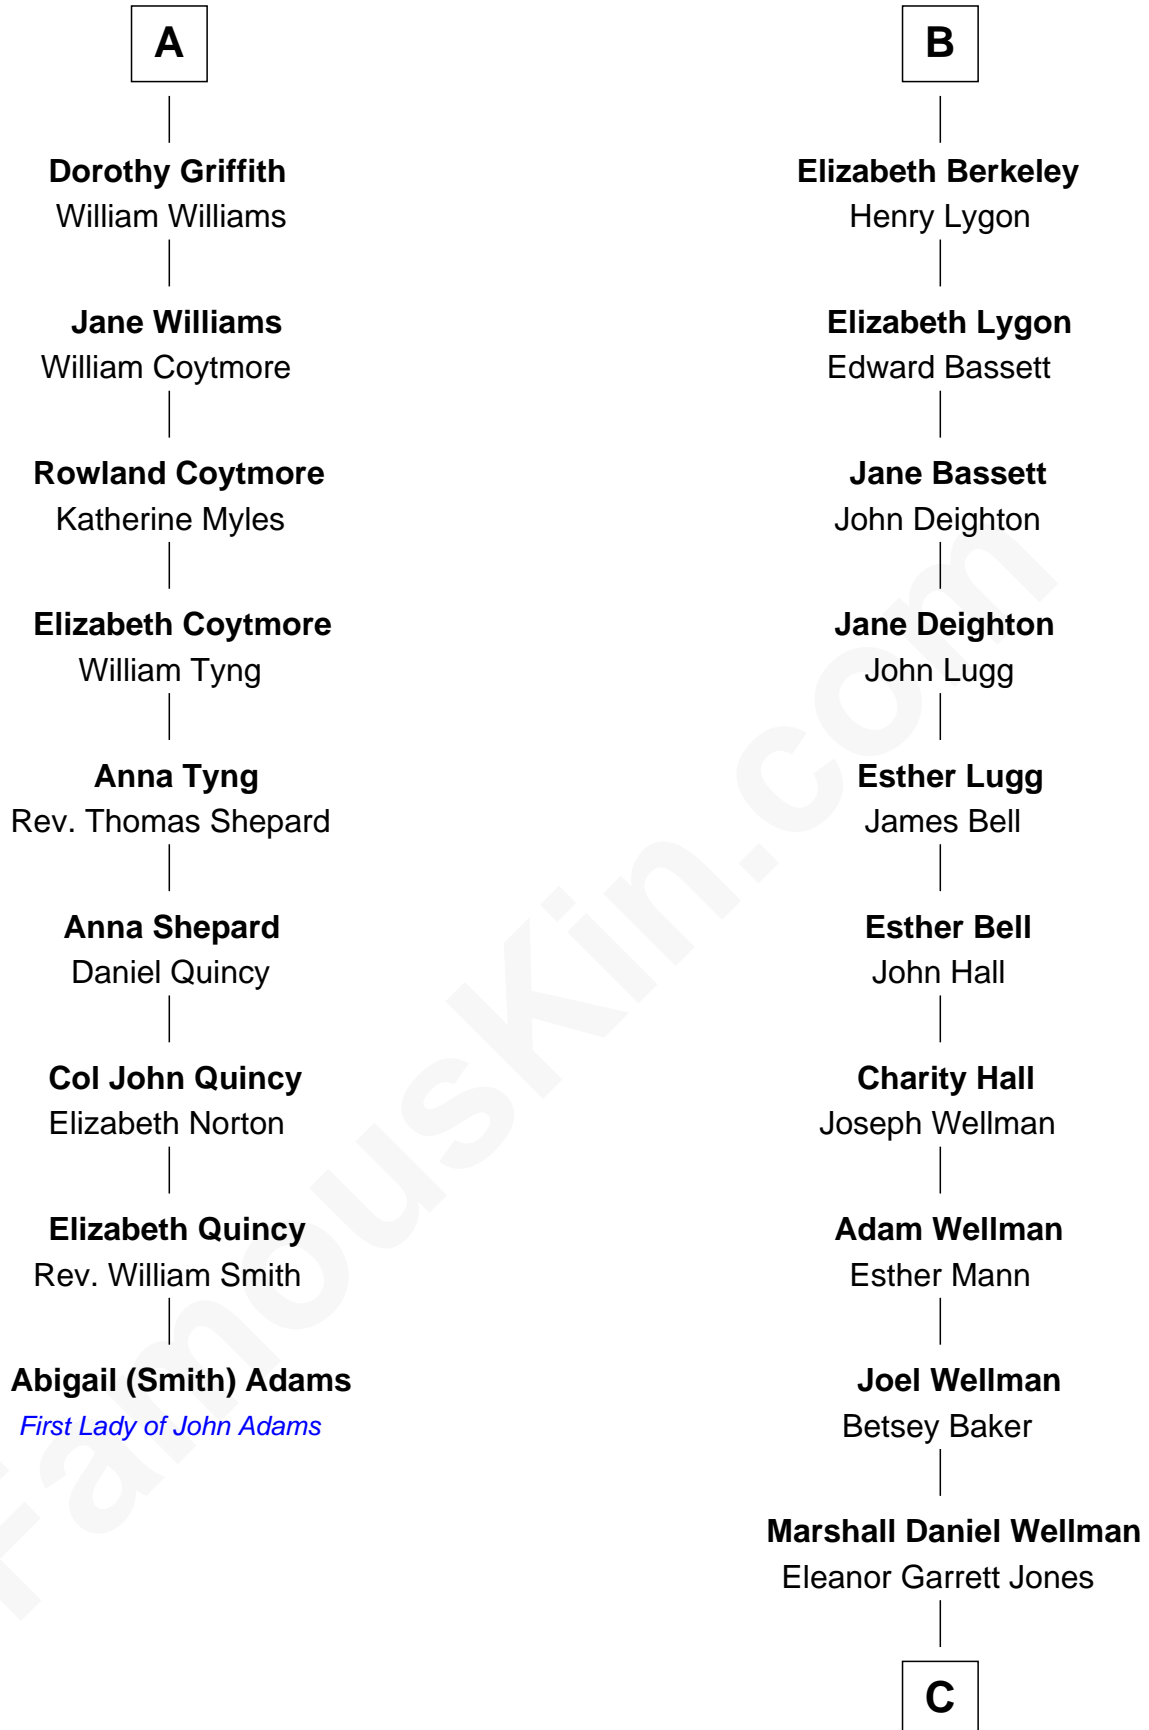 A
Dorothy Griffith
William Williams
Jane Williams
William Coytmore
Rowland Coytmore
Katherine Myles
Elizabeth Coytmore
William Tyng
Anna Tyng
Rev. Thomas Shepard
Anna Shepard
Daniel Quincy
Col John Quincy
Elizabeth Norton
Elizabeth Quincy
Rev. William Smith
Abigail (Smith) Adams
First Lady of John Adams
B
Elizabeth Berkeley
Henry Lygon
Elizabeth Lygon
Edward Bassett
Jane Bassett
John Deighton
Jane Deighton
John Lugg
Esther Lugg
James Bell
Esther Bell
John Hall
Charity Hall
Joseph Wellman
Adam Wellman
Esther Mann
Joel Wellman
Betsey Baker
Marshall Daniel Wellman
Eleanor Garrett Jones
C
FamousKin.com